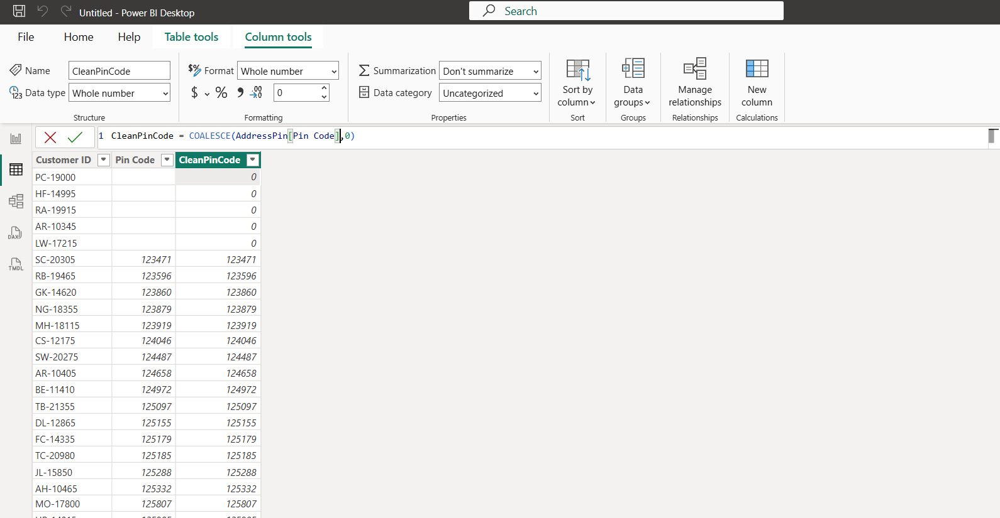 Untitled - Power BI Desktop
Search
File Home Help Table tools Column tools
Name CleanPinCode
Data type Whole number
Structure
Format Whole number
$ % , .00 0
Formatting
Summarization Don't summarize
Data category Uncategorized
Properties
Sort by
column
Sort
Data
groups
Groups
Manage
relationships
Relationships
New
column
Calculations
1 CleanPinCode = COALESCE(AddressPin[Pin Code],0)
Customer ID Pin Code CleanPinCode
PC-19000 0
HF-14995 0
RA-19915 0
AR-10345 0
LW-17215 0
SC-20305 123471 123471
RB-19465 123596 123596
GK-14620 123860 123860
NG-18355 123879 123879
MH-18115 123919 123919
CS-12175 124046 124046
SW-20275 124487 124487
AR-10405 124658 124658
BE-11410 124972 124972
TB-21355 125097 125097
DL-12865 125155 125155
FC-14335 125179 125179
TC-20980 125185 125185
JL-15850 125288 125288
AH-10465 125332 125332
MO-17800 125807 125807
DAX
TMDL